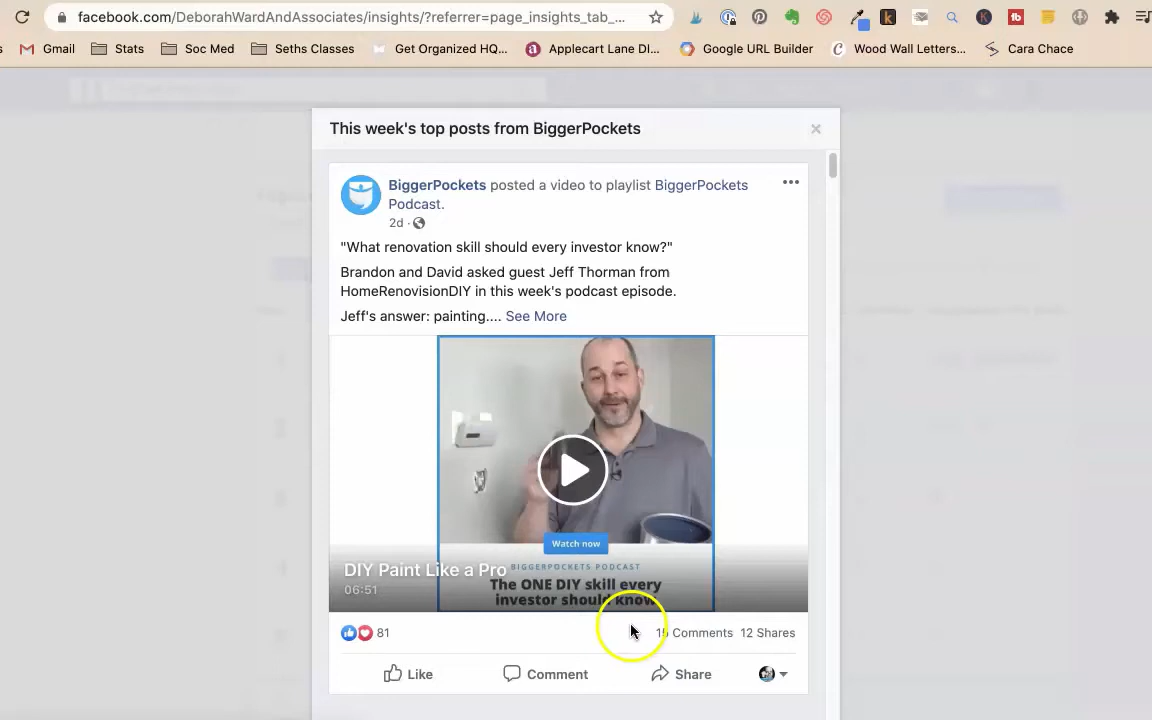 facebook.com/DeborahWardAndAssociates/insights/?referrer=page_insights_tab_...
Gmail Stats Soc Med Seths Classes Get Organized HQ... Applecart Lane DI... Google URL Builder Wood Wall Letters... Cara Chace
This week's top posts from BiggerPockets
BiggerPockets posted a video to playlist BiggerPockets
Podcast.
2d
"What renovation skill should every investor know?"
Brandon and David asked guest Jeff Thorman from
HomeRenovisionDIY in this week's podcast episode.
Jeff's answer: painting.... See More
Watch now
BIGGERPOCKETS PODCAST
DIY Paint Like a Pro
The ONE DIY skill every
06:51
investor should know
81 15 Comments 12 Shares
Like Comment Share